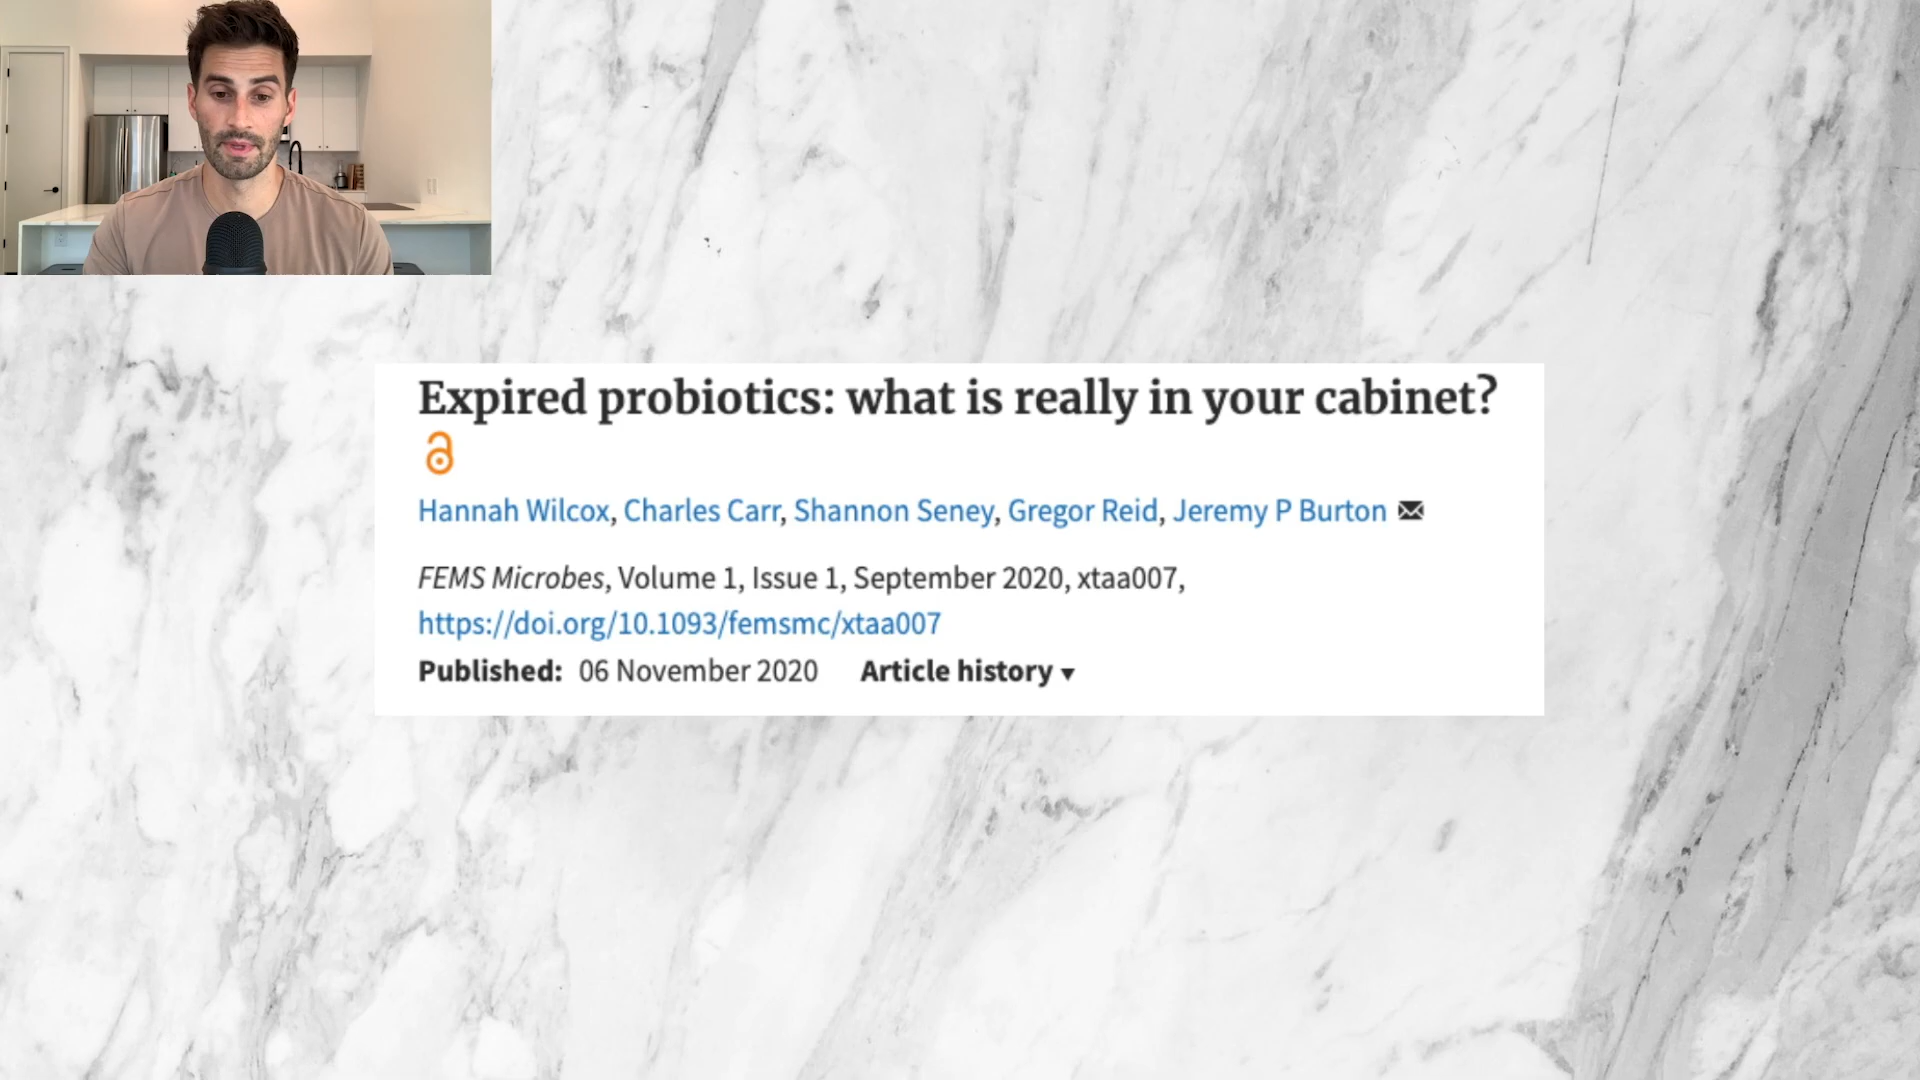 Expired probiotics: what is really in your cabinet?
Hannah Wilcox, Charles Carr, Shannon Seney, Gregor Reid, Jeremy P Burton
FEMS Microbes, Volume 1, Issue 1, September 2020, xtaa007,
https://doi.org/10.1093/femsmc/xtaa007
Published: 06 November 2020 Article history